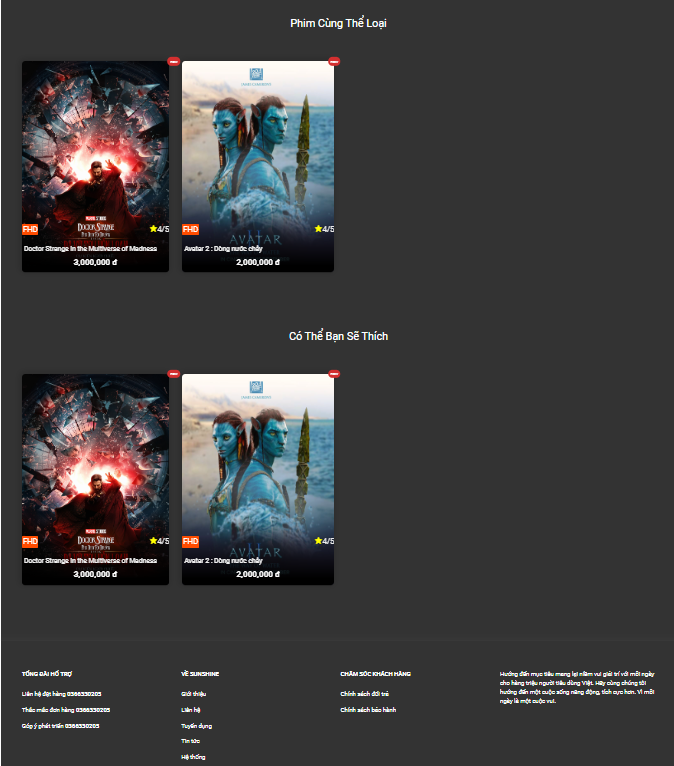 Phim Cùng Thể Loại
DOCTOR STRANGE
FHD
4/5
Doctor Strange in the Multiverse of Madness
3,000,000 đ
AVATAR
FHD
4/5
Avatar 2 : Dòng nước chảy
2,000,000 đ
Có Thể Bạn Sẽ Thích
DOCTOR STRANGE
FHD
4/5
Doctor Strange in the Multiverse of Madness
3,000,000 đ
AVATAR
FHD
4/5
Avatar 2 : Dòng nước chảy
2,000,000 đ
TỔNG ĐÀI HỖ TRỢ
Liên hệ đặt hàng 0366330205
Thắc mắc đơn hàng 0366330205
Góp ý phát triển 0366330205
VỀ SUNSHINE
Giới thiệu
Liên hệ
Tuyển dụng
Tin tức
Hệ thống
CHĂM SÓC KHÁCH HÀNG
Chính sách đổi trả
Chính sách bảo hành
Hướng đến mục tiêu mang lại niềm vui giải trí với mỗi ngày
cho hàng triệu người tiêu dùng Việt. Hãy cùng chúng tôi
hướng đến một cuộc sống năng động, tích cực hơn. Vì mỗi
ngày là một cuộc vui.